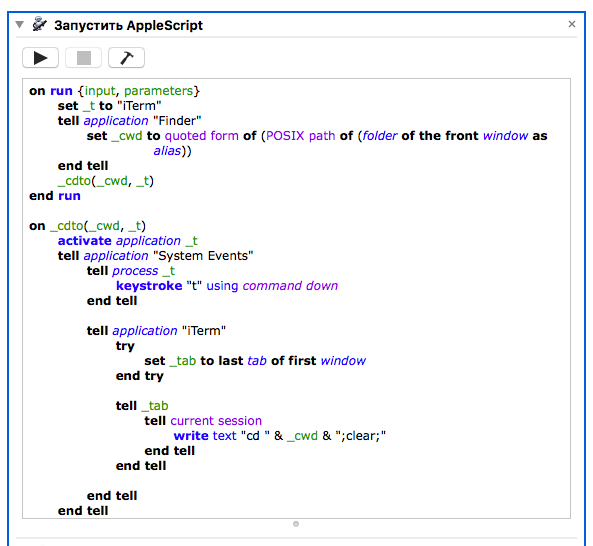 Запустить AppleScript
on run {input, parameters}
set _t to "iTerm"
tell application "Finder"
set _cwd to quoted form of (POSIX path of (folder of the front window as
alias))
end tell
_cdto(_cwd, _t)
end run
on _cdto(_cwd, _t)
activate application _t
tell application "System Events"
tell process _t
keystroke "t" using command down
end tell
tell application "iTerm"
try
set _tab to last tab of first window
end try
tell _tab
tell current session
write text "cd " & _cwd & ";clear;"
end tell
end tell
end tell
end tell